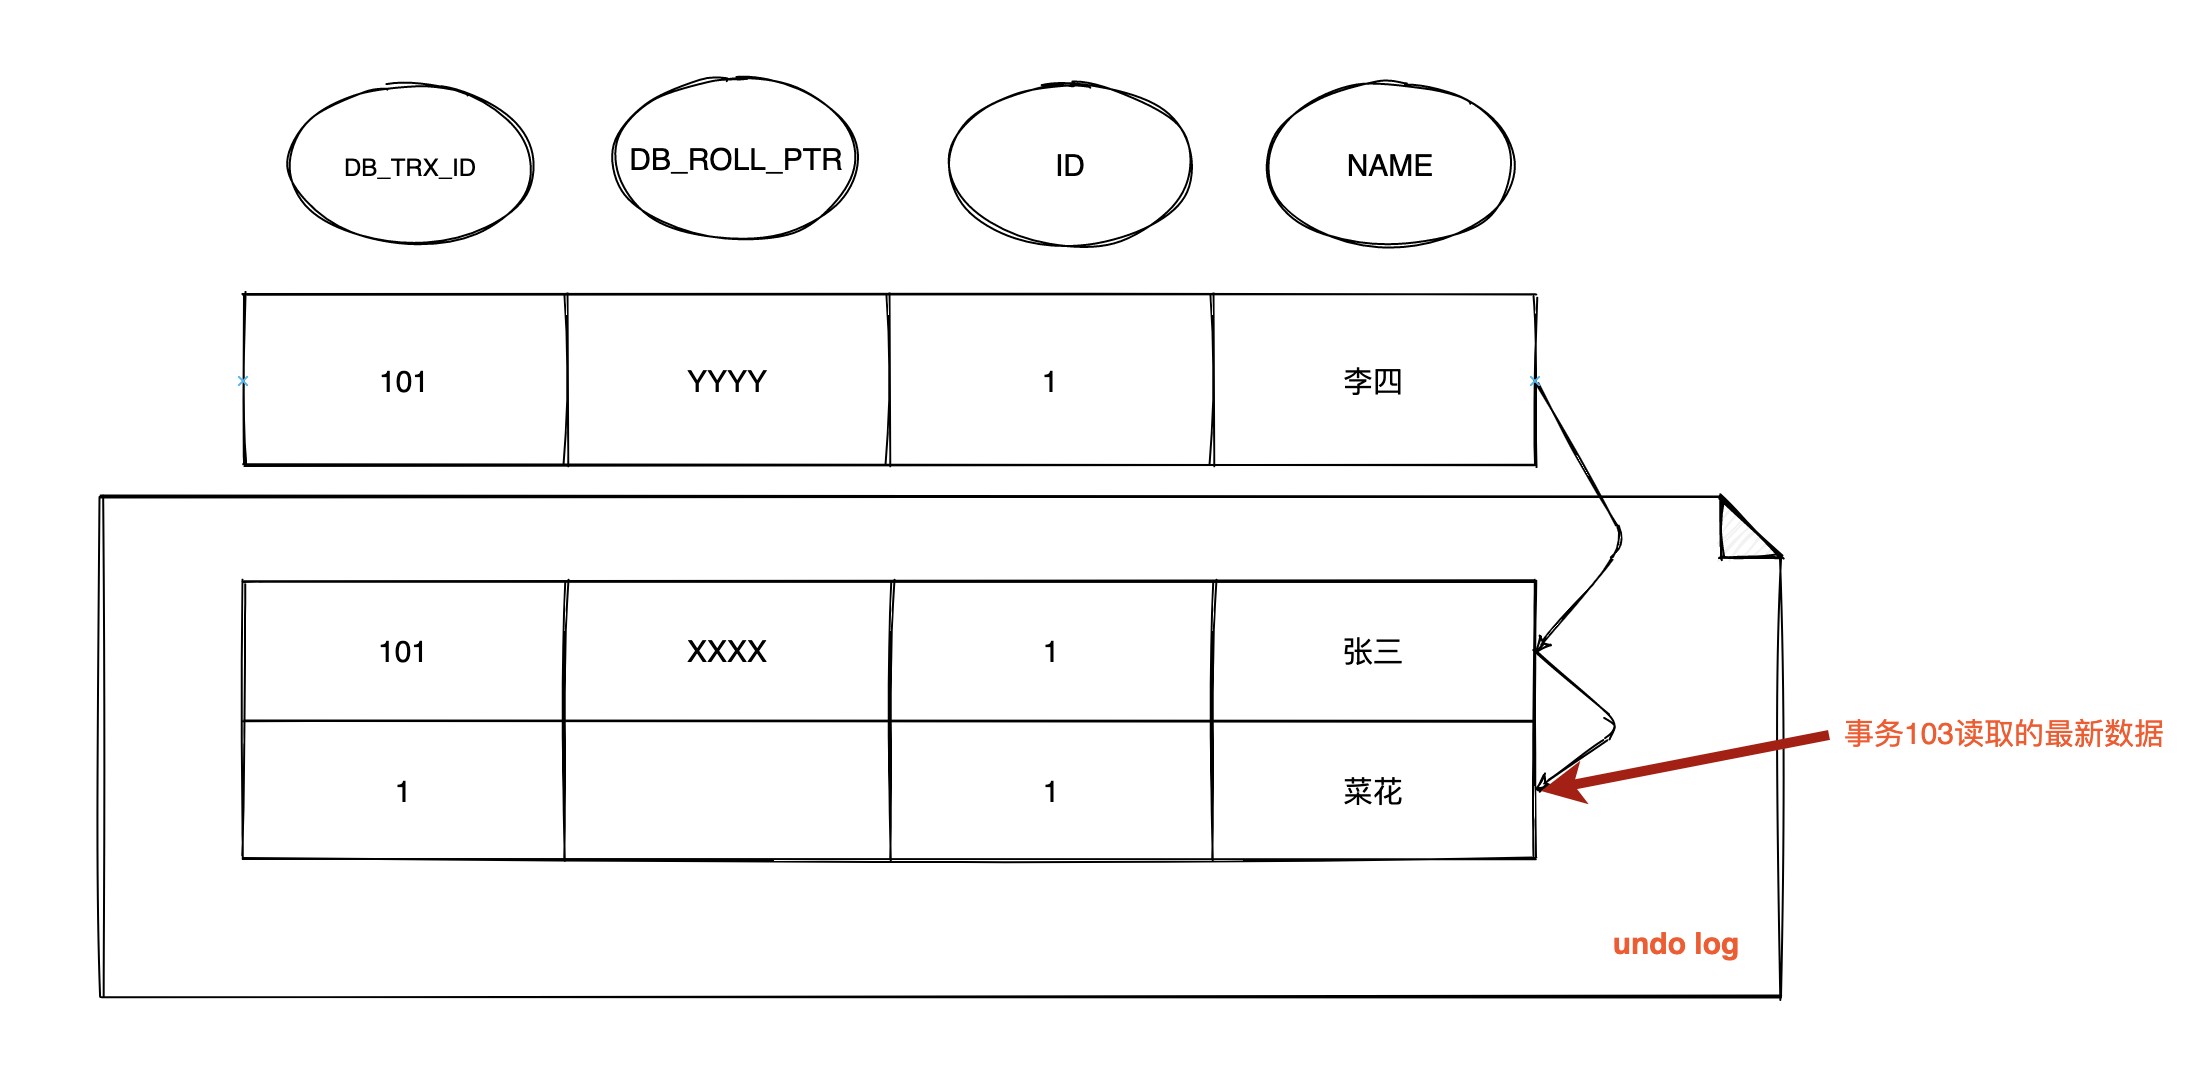 DB_TRX_ID DB_ROLL_PTR ID NAME
101 YYYY 1 李四
101 XXXX 1 张三
事务103读取的最新数据
1 1 菜花
undo log